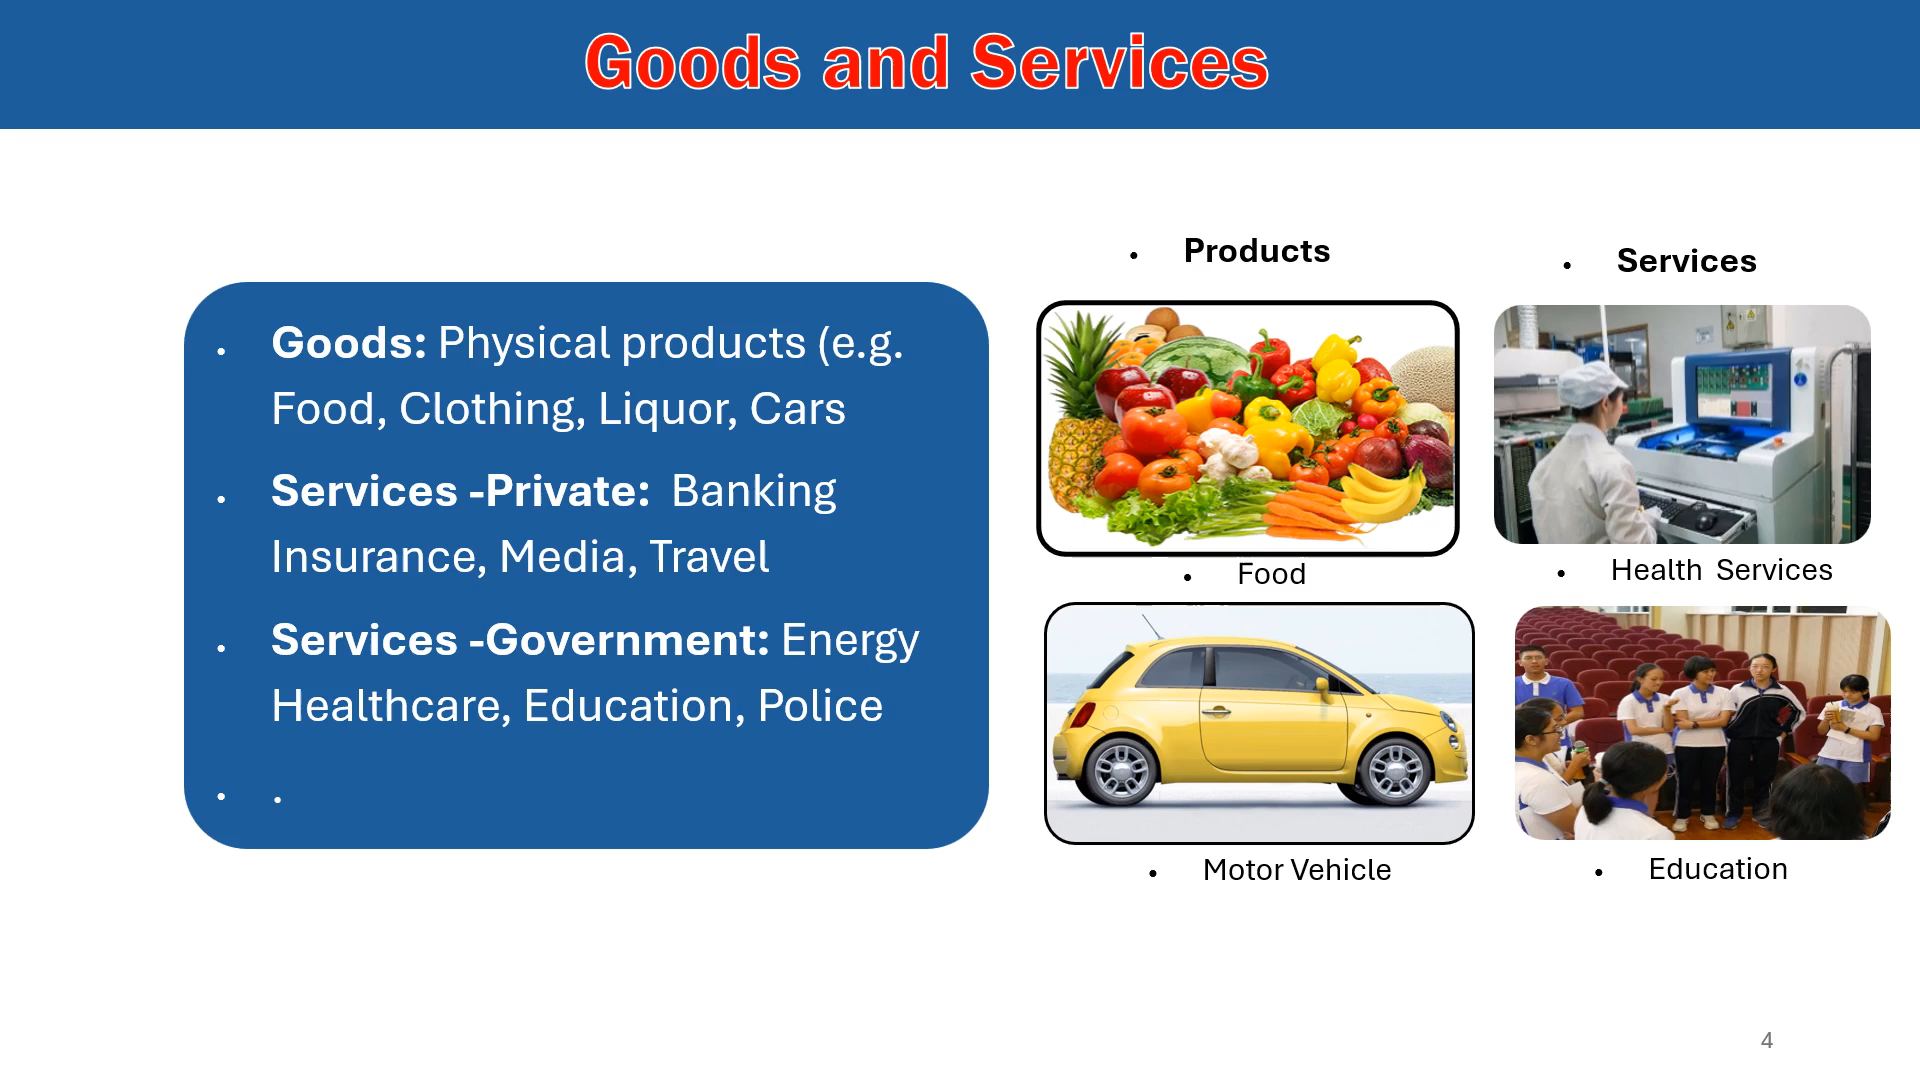 Goods and Services
• Goods: Physical products (e.g.
Food, Clothing, Liquor, Cars
• Services -Private:  Banking
Insurance, Media, Travel
• Services -Government: Energy
Healthcare, Education, Police
• .
• Products
• Food
• Motor Vehicle
• Services
• Health  Services
• Education
4